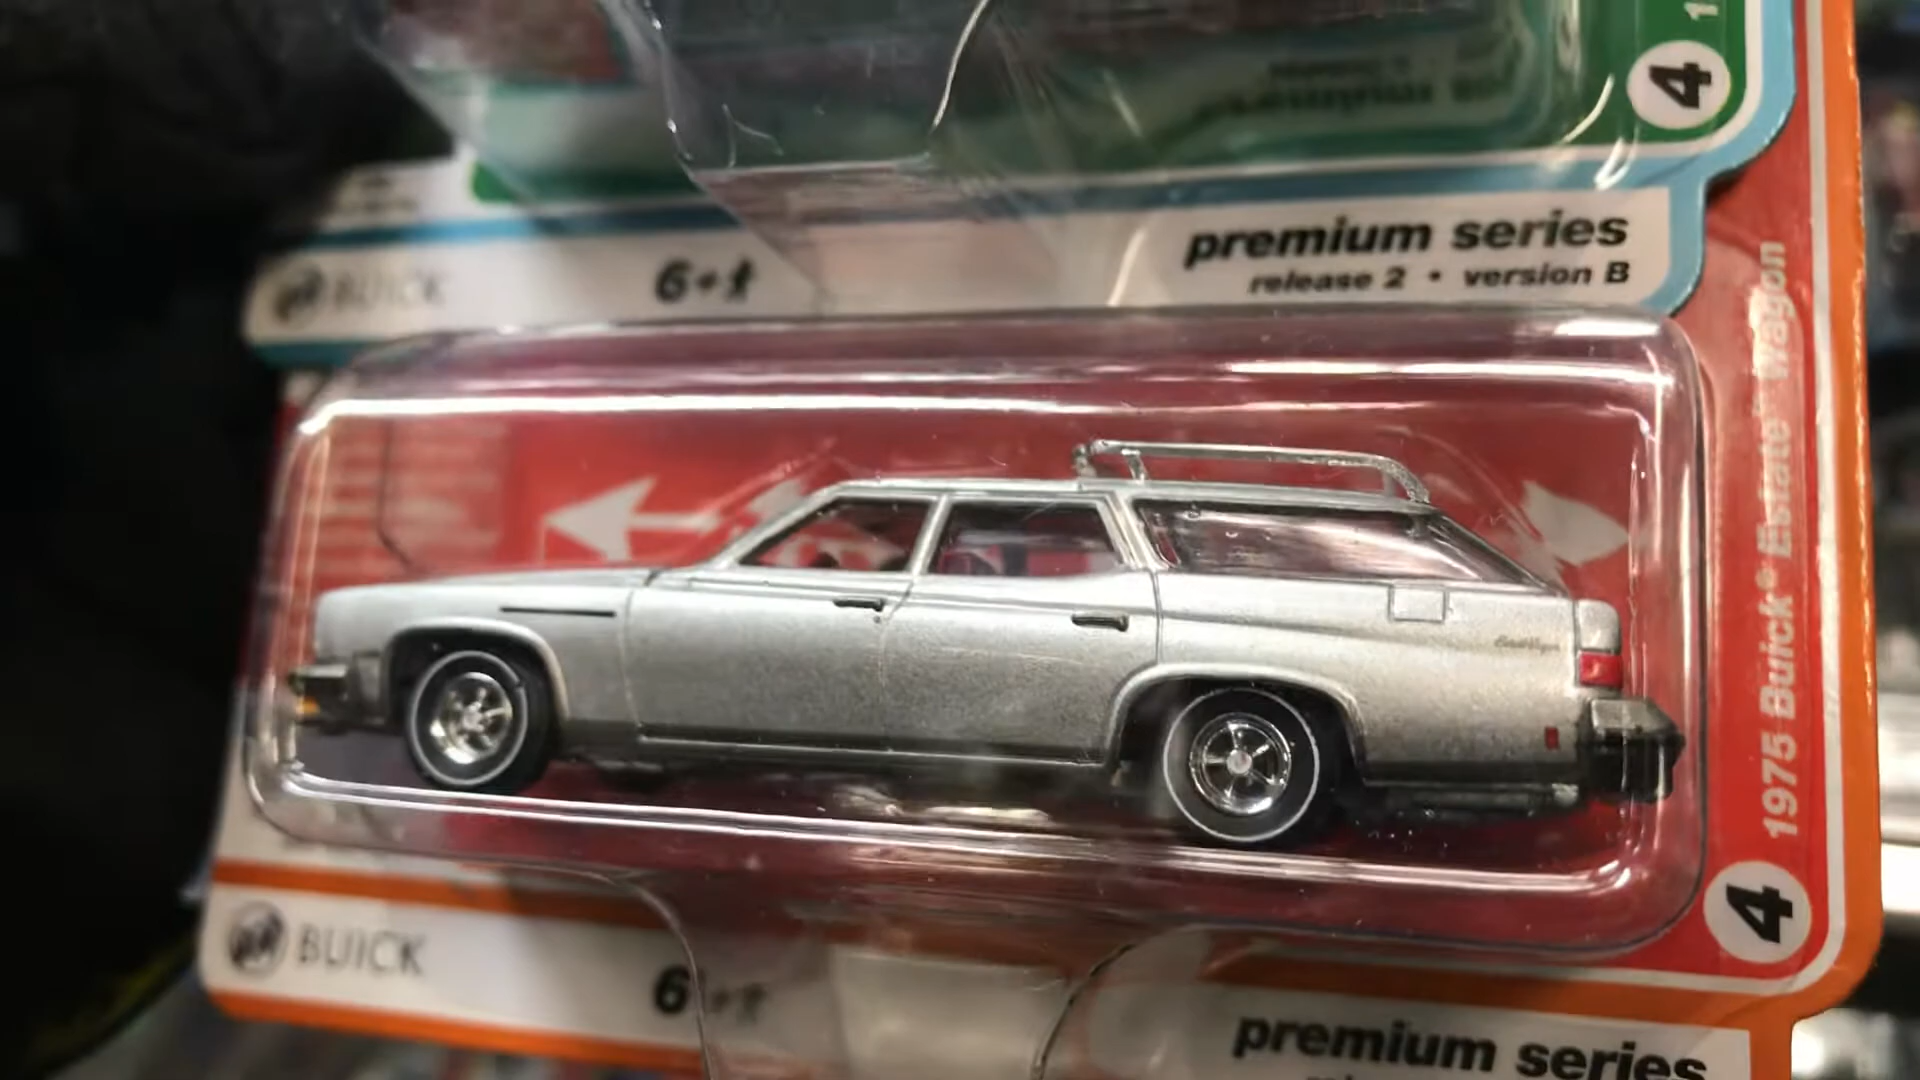 4
premium series
release 2 • version B
BUICK
6+
1975 Buick® Estate® Wagon
4
BUICK
6+
premium series